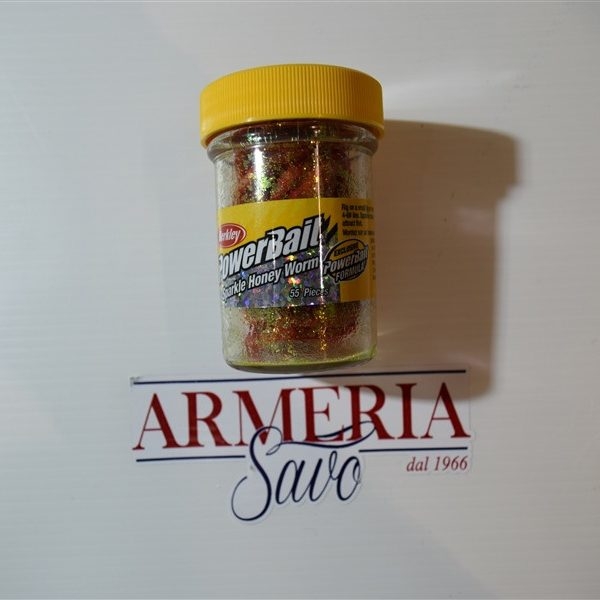 Berkley
PowerBait
Sparkle Honey Worm
55 Pieces
EXCLUSIVE
PowerBait
FORMULA
ARMERIA
Savo
dal 1966